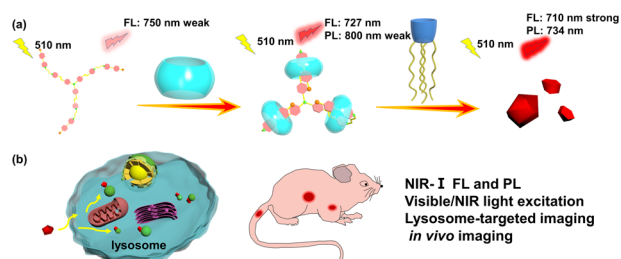 (a)
510 nm
FL: 750 nm weak
510 nm
FL: 727 nm
PL: 800 nm weak
510 nm
FL: 710 nm strong
PL: 734 nm
(b)
lysosome
NIR-Ⅰ FL and PL
Visible/NIR light excitation
Lysosome-targeted imaging
in vivo imaging